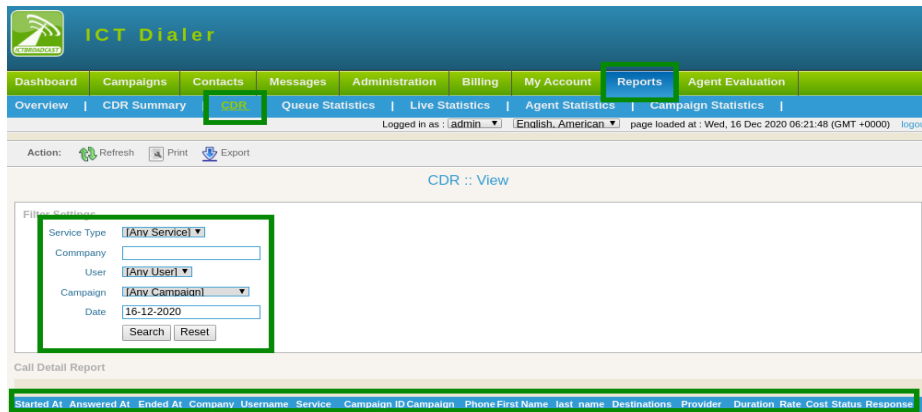 ICTBROADCAST
ICT Dialer
Dashboard Campaigns Contacts Messages Administration Billing My Account Reports Agent Evaluation
Overview | CDR Summary | CDR Queue Statistics | Live Statistics | Agent Statistics | Campaign Statistics |
Logged in as : admin English, American page loaded at : Wed, 16 Dec 2020 06:21:48 (GMT +0000) logou
Action: Refresh Print Export
CDR :: View
Filter Settings
Service Type [Any Service]
Commpany
User [Any User]
Campaign [Any Campaign]
Date 16-12-2020
Search Reset
Call Detail Report
Started At Answered At Ended At Company Username Service Campaign ID Campaign Phone First Name last_name Destinations Provider Duration Rate Cost Status Response